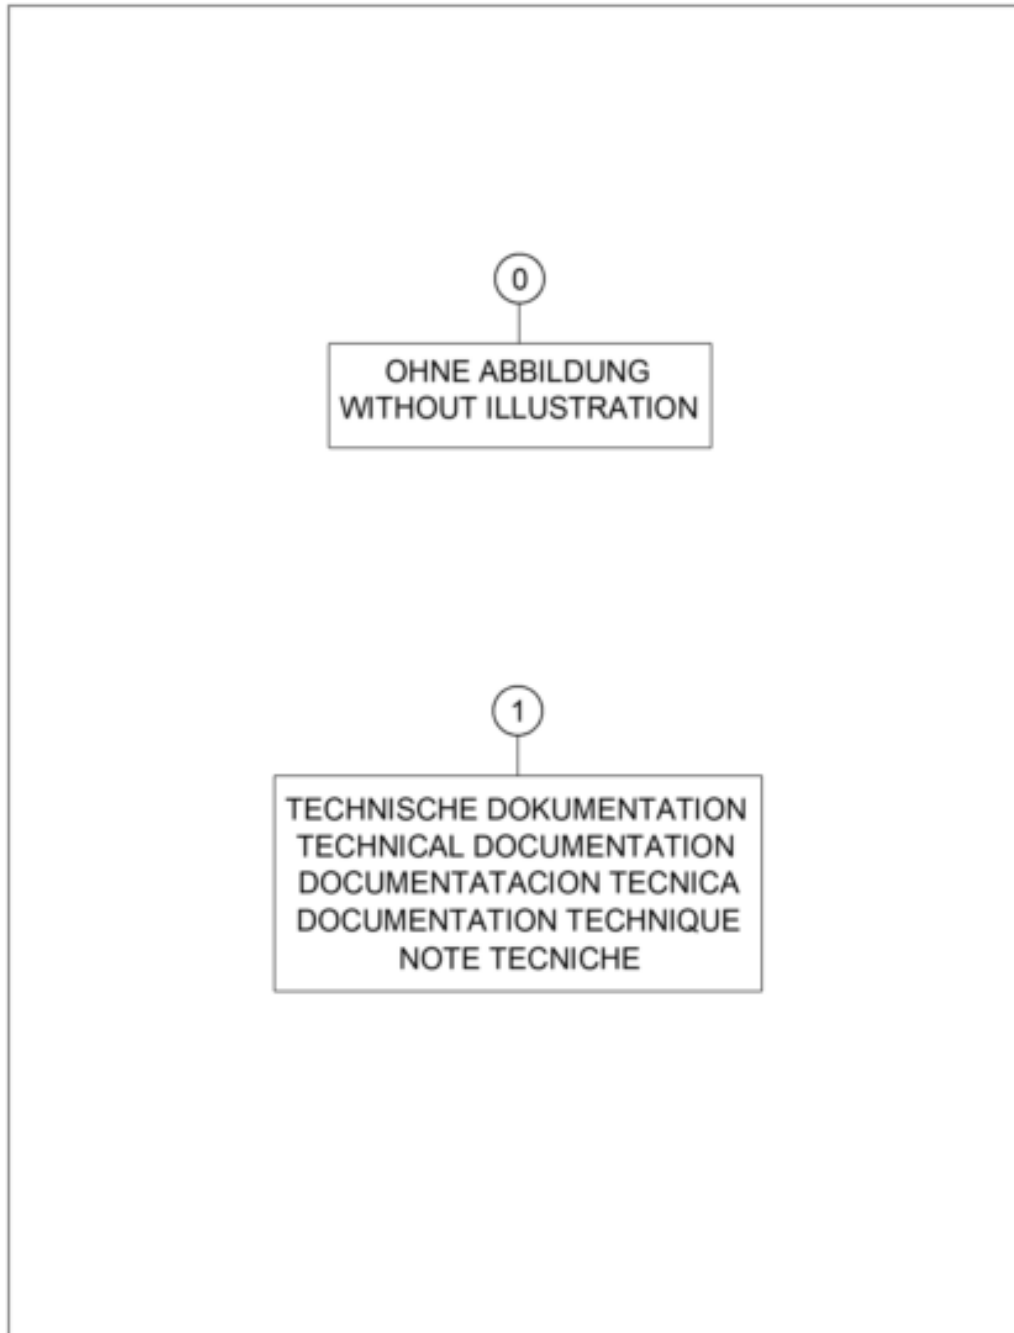 0
OHNE ABBILDUNG
WITHOUT ILLUSTRATION
1
TECHNISCHE DOKUMENTATION
TECHNICAL DOCUMENTATION
DOCUMENTATACION TECNICA
DOCUMENTATION TECHNIQUE
NOTE TECNICHE